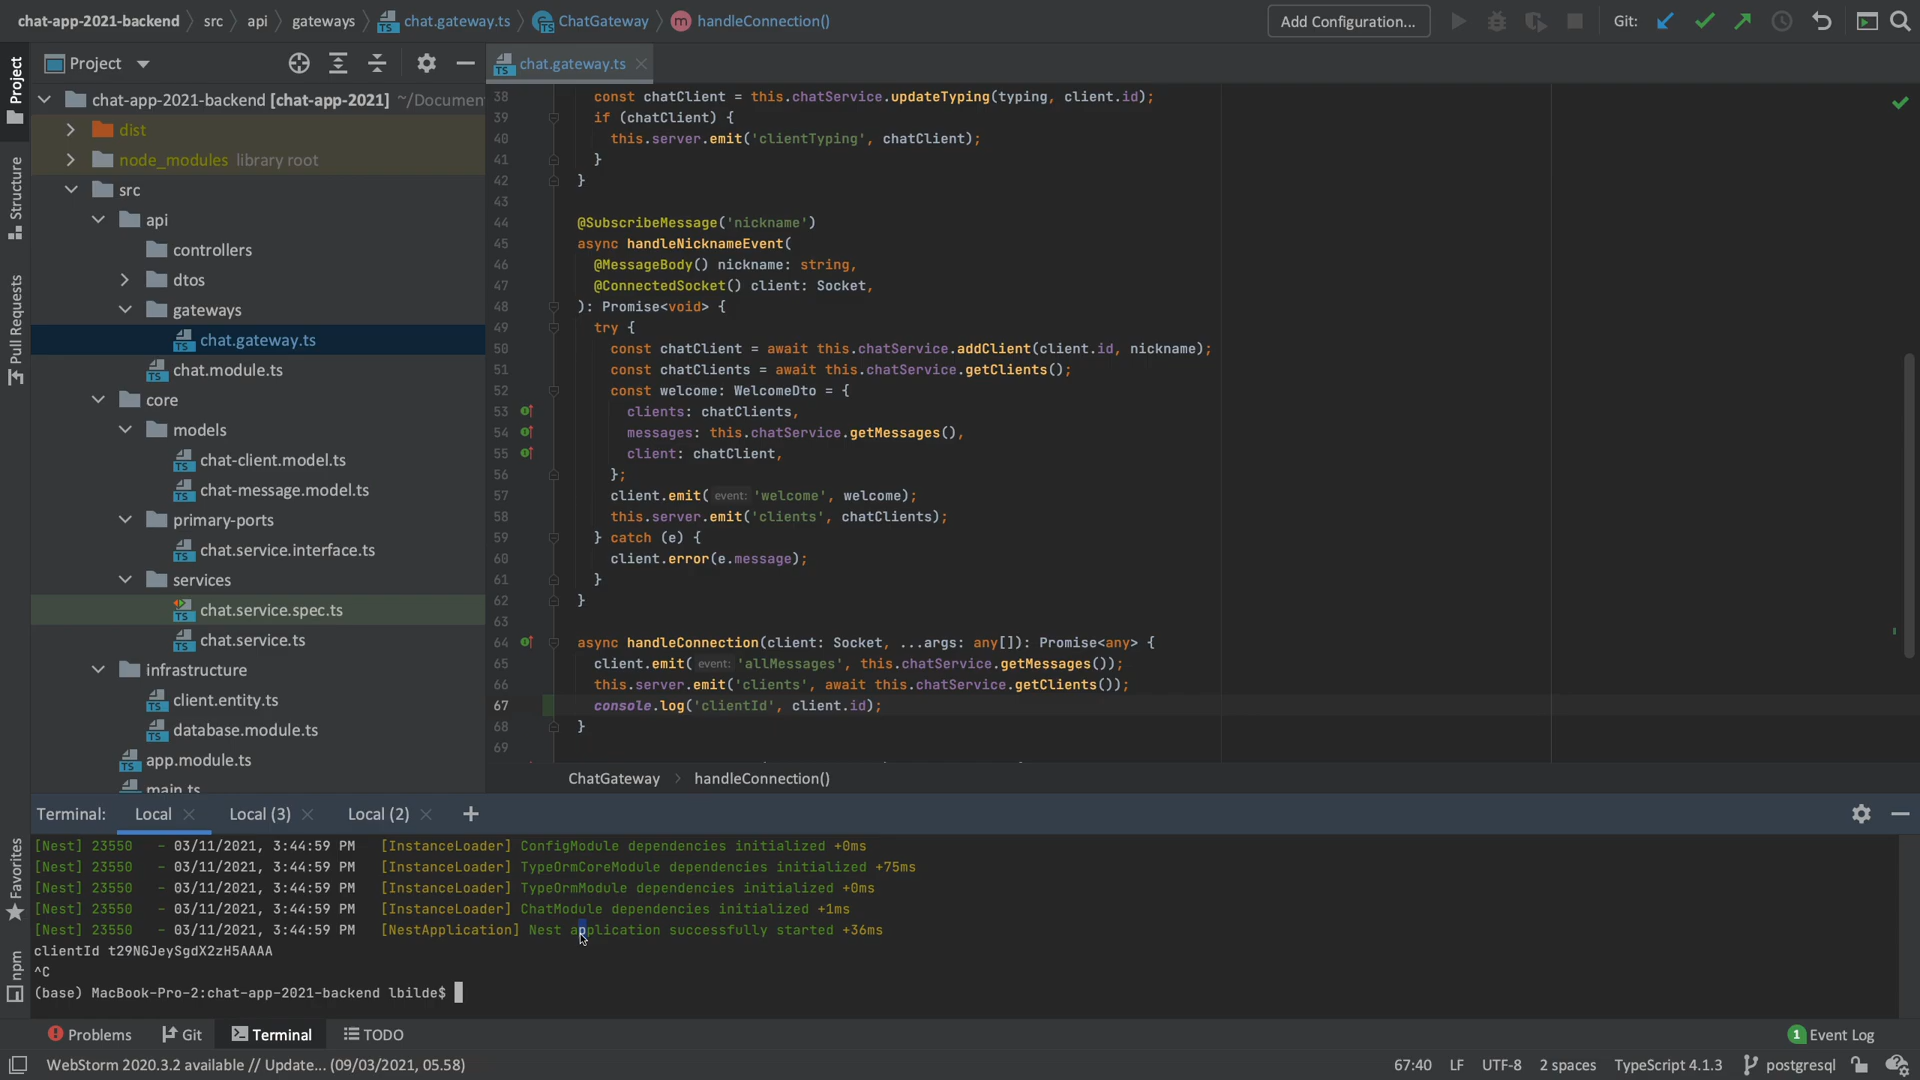 chat-app-2021-backend src api gateways chat.gateway.ts ChatGateway handleConnection() Add Configuration... Git:
Project
chat.gateway.ts
chat-app-2021-backend [chat-app-2021] ~/Documen
dist
node_modules library root
src
api
controllers
dtos
gateways
chat.gateway.ts
chat.module.ts
core
models
chat-client.model.ts
chat-message.model.ts
primary-ports
chat.service.interface.ts
services
chat.service.spec.ts
chat.service.ts
infrastructure
client.entity.ts
database.module.ts
app.module.ts
main.ts
Project
Structure
Pull Requests
Favorites
npm
38 const chatClient = this.chatService.updateTyping(typing, client.id);
39 if (chatClient) {
40 this.server.emit('clientTyping', chatClient);
41 }
42 }
43
44 @SubscribeMessage('nickname')
45 async handleNicknameEvent(
46 @MessageBody() nickname: string,
47 @ConnectedSocket() client: Socket,
48 ): Promise<void> {
49 try {
50 const chatClient = await this.chatService.addClient(client.id, nickname);
51 const chatClients = await this.chatService.getClients();
52 const welcome: WelcomeDto = {
53 clients: chatClients,
54 messages: this.chatService.getMessages(),
55 client: chatClient,
56 };
57 client.emit( event: 'welcome', welcome);
58 this.server.emit('clients', chatClients);
59 } catch (e) {
60 client.error(e.message);
61 }
62 }
63
64 async handleConnection(client: Socket, ...args: any[]): Promise<any> {
65 client.emit( event: 'allMessages', this.chatService.getMessages());
66 this.server.emit('clients', await this.chatService.getClients());
67 console.log('clientId', client.id);
68 }
69
ChatGateway handleConnection()
Terminal: Local Local (3) Local (2)
[Nest] 23550 - 03/11/2021, 3:44:59 PM [InstanceLoader] ConfigModule dependencies initialized +0ms
[Nest] 23550 - 03/11/2021, 3:44:59 PM [InstanceLoader] TypeOrmCoreModule dependencies initialized +75ms
[Nest] 23550 - 03/11/2021, 3:44:59 PM [InstanceLoader] TypeOrmModule dependencies initialized +0ms
[Nest] 23550 - 03/11/2021, 3:44:59 PM [InstanceLoader] ChatModule dependencies initialized +1ms
[Nest] 23550 - 03/11/2021, 3:44:59 PM [NestApplication] Nest application successfully started +36ms
clientId t29NGJeySgdX2zH5AAAA
^C
(base) MacBook-Pro-2:chat-app-2021-backend lbilde$
Problems Git Terminal TODO 1 Event Log
WebStorm 2020.3.2 available // Update... (09/03/2021, 05.58) 67:40 LF UTF-8 2 spaces TypeScript 4.1.3 postgresql